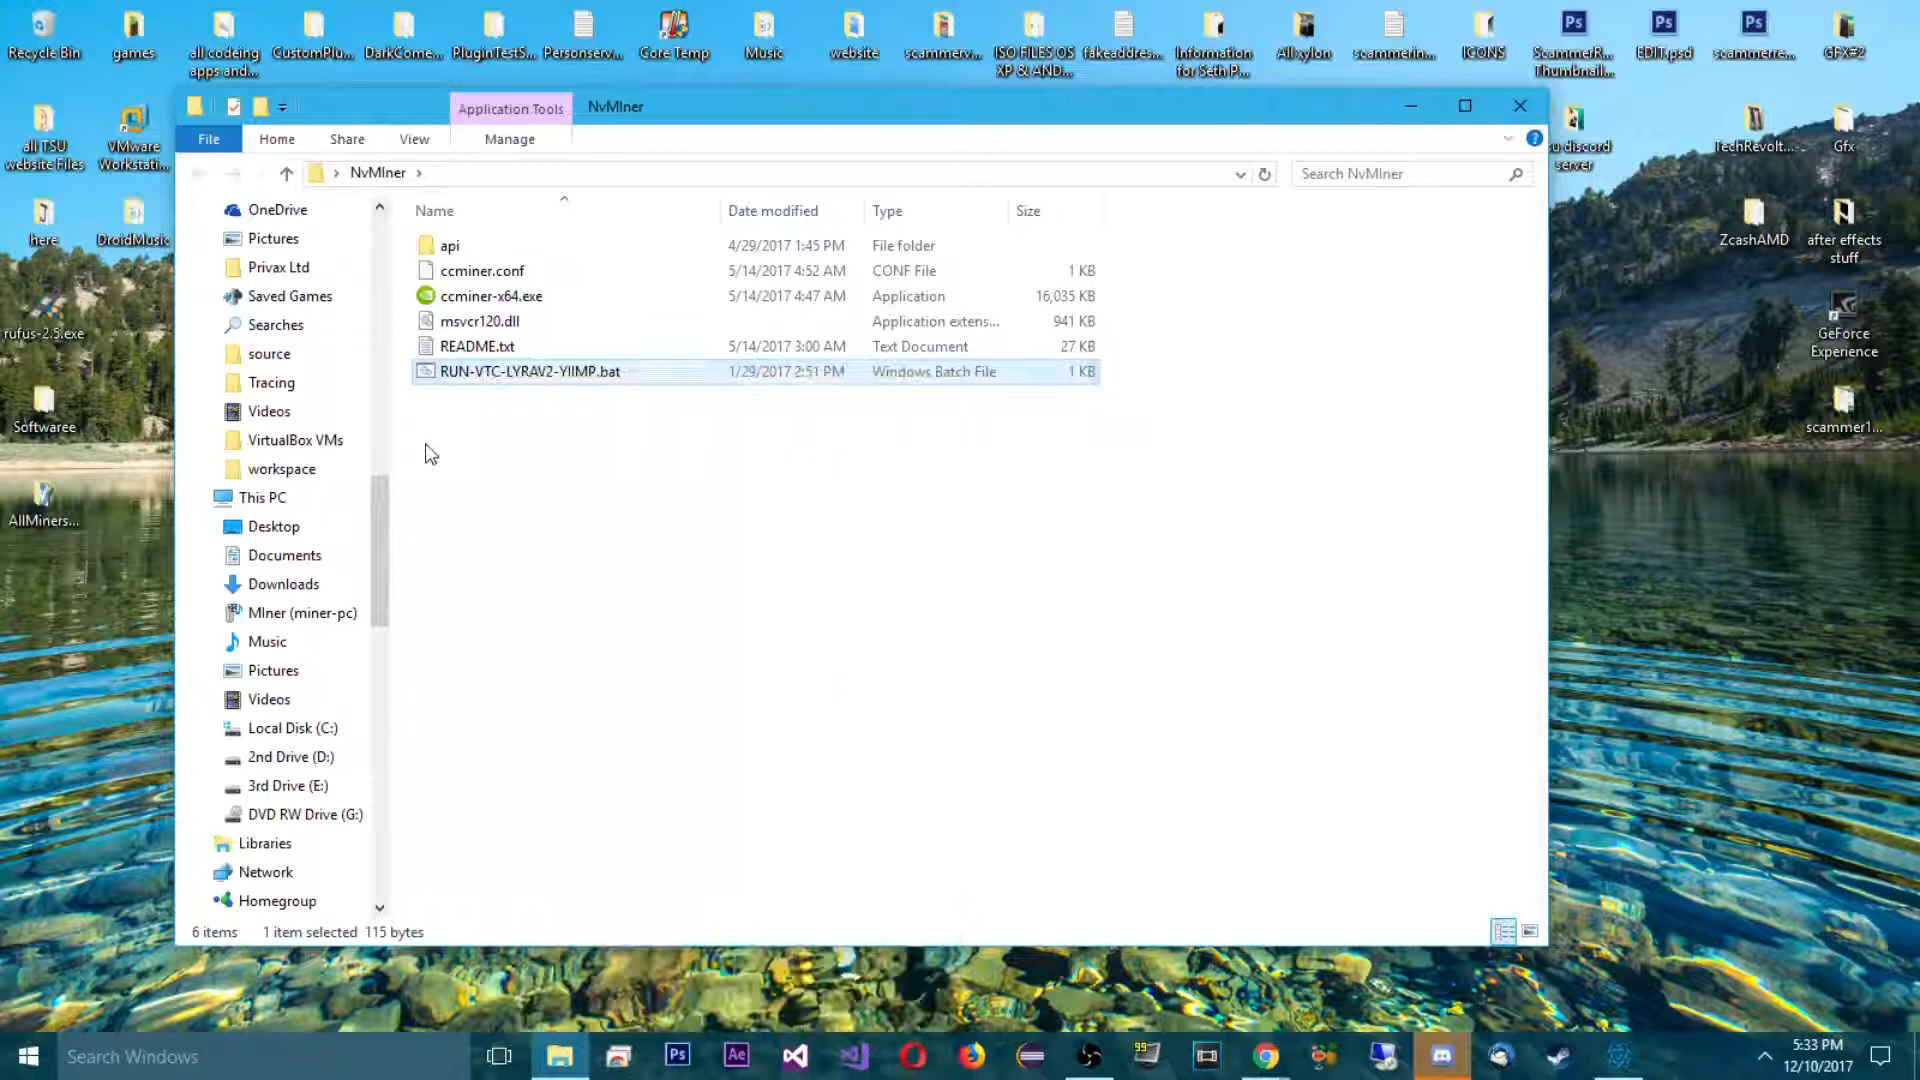 Recycle Bin
games
all codeing
apps and...
CustomPlu...
DarkCome...
PluginTestS...
Personserv...
Core Temp
Music
website
scammerv...
ISO FILES OS
XP & AND...
fakeaddres...
Information
for Seth P...
Allxylon
scammerin...
ICONS
ScammerR...
Thumbnail...
EDIT.psd
scammerre...
GFX#2
all TSU
website Files
VMware
Workstati...
here
DroidMusic
rufus-2.5.exe
Softwaree
AllMiners...
u discord
server
TechRevolt...
Gfx
ZcashAMD
after effects
stuff
GeForce
Experience
scammer1...
Application Tools
NvMIner
File
Home
Share
View
Manage
NvMIner
Search NvMIner
OneDrive
Pictures
Privax Ltd
Saved Games
Searches
source
Tracing
Videos
VirtualBox VMs
workspace
This PC
Desktop
Documents
Downloads
MIner (miner-pc)
Music
Pictures
Videos
Local Disk (C:)
2nd Drive (D:)
3rd Drive (E:)
DVD RW Drive (G:)
Libraries
Network
Homegroup
Name Date modified Type Size
api 4/29/2017 1:45 PM File folder
ccminer.conf 5/14/2017 4:52 AM CONF File 1 KB
ccminer-x64.exe 5/14/2017 4:47 AM Application 16,035 KB
msvcr120.dll Application extens... 941 KB
README.txt 5/14/2017 3:00 AM Text Document 27 KB
RUN-VTC-LYRAV2-YIIMP.bat 1/29/2017 2:51 PM Windows Batch File 1 KB
6 items 1 item selected 115 bytes
Search Windows
Ps
Ae
99
5:33 PM
12/10/2017